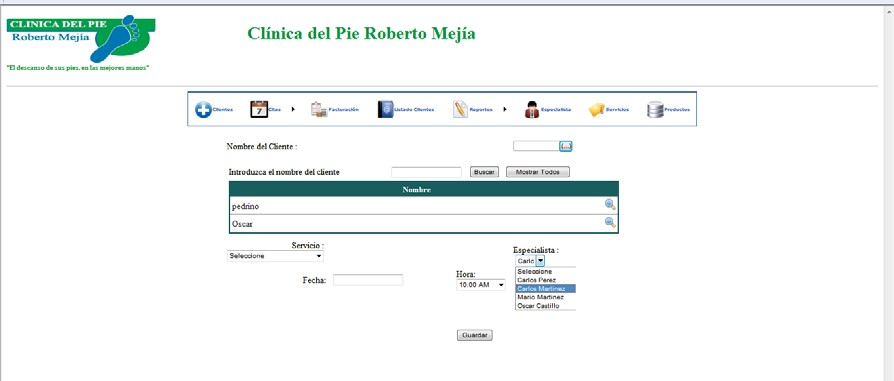 CLINICA DEL PIE
Roberto Mejía
"El descanso de sus pies, en las mejores manos"
Clínica del Pie Roberto Mejía
Clientes 7 Citas Facturación Listado Clientes Reportes Especialista Servicios Productos
Nombre del Cliente :
Introduzca el nombre del cliente Buscar Mostrar Todos
Nombre
pedrino
Oscar
Servicio : Especialista :
Seleccione Carlc
Seleccione
Fecha: Hora: Carlos Perez
10:00 AM Carlos Martinez
Mario Martinez
Oscar Castillo
Guardar